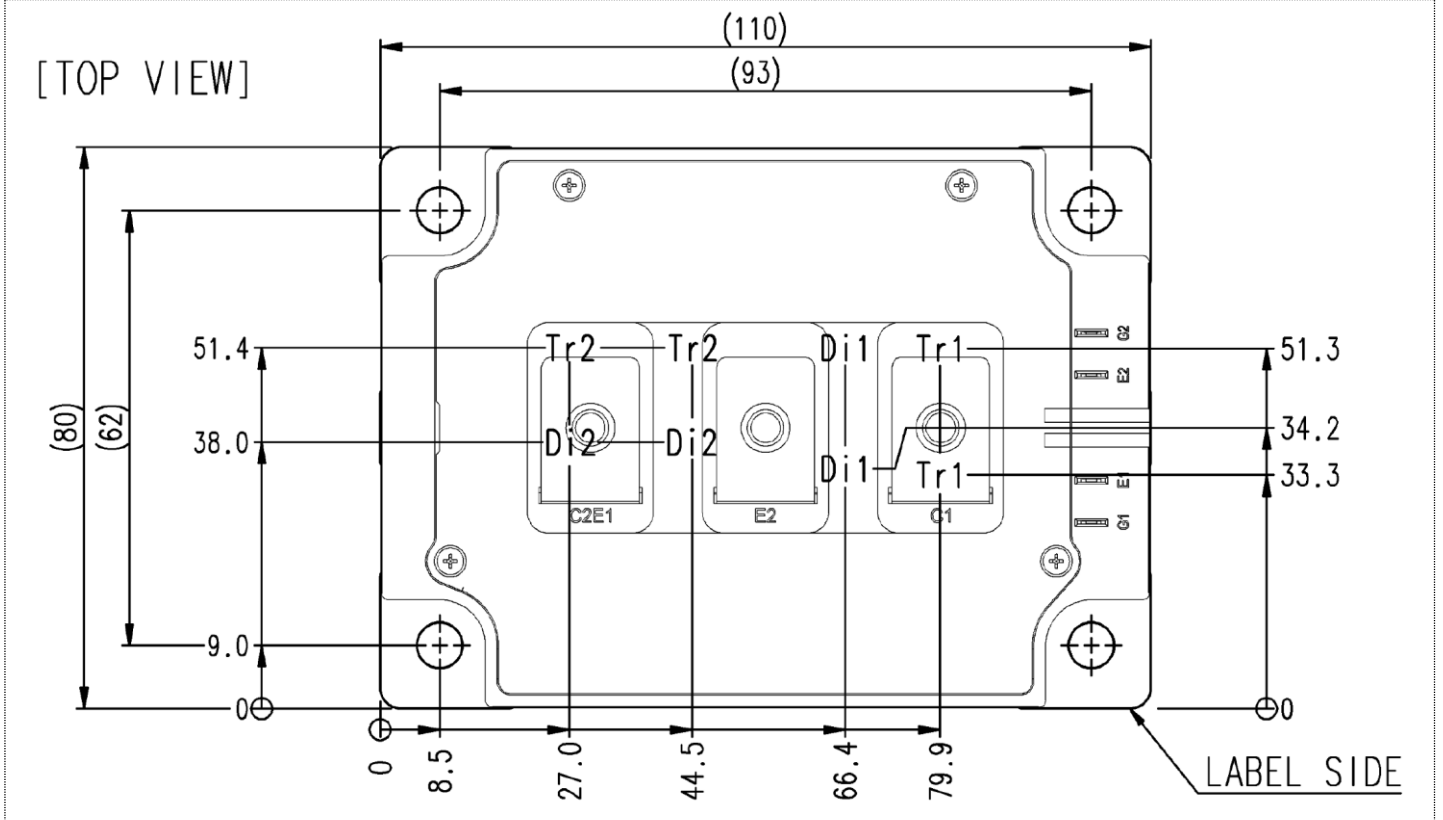 (110)
[TOP VIEW]
(93)
G2
51.4
Tr2
Tr2
Di1
Tr1
51.3
E2
(80)
(62)
38.0
Di2
Di2
34.2
Di1
Tr1
33.3
E1
C2E1
E2
C1
G1
9.0
0
0
0
8.5
27.0
44.5
66.4
79.9
LABEL SIDE